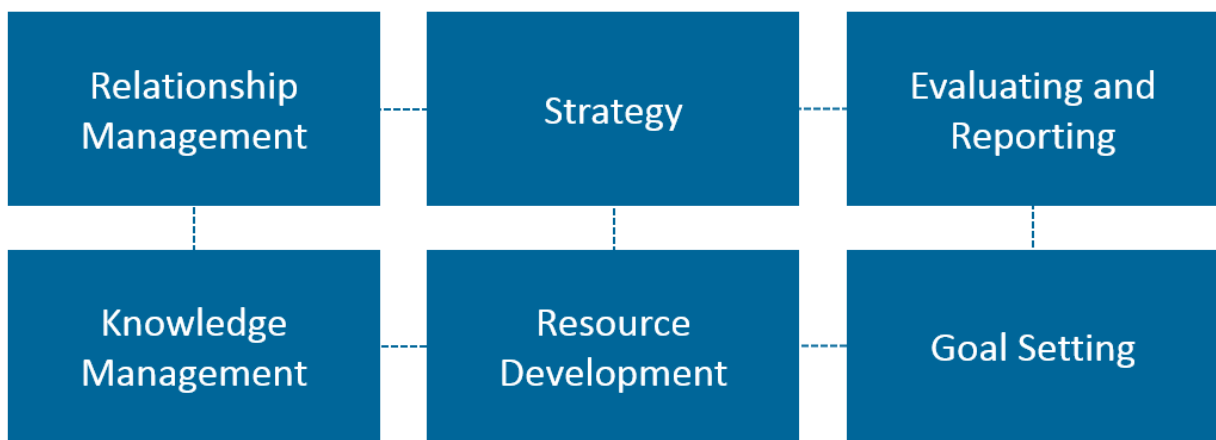 Relationship
Management
Strategy
Evaluating and
Reporting
Knowledge
Management
Resource
Development
Goal Setting